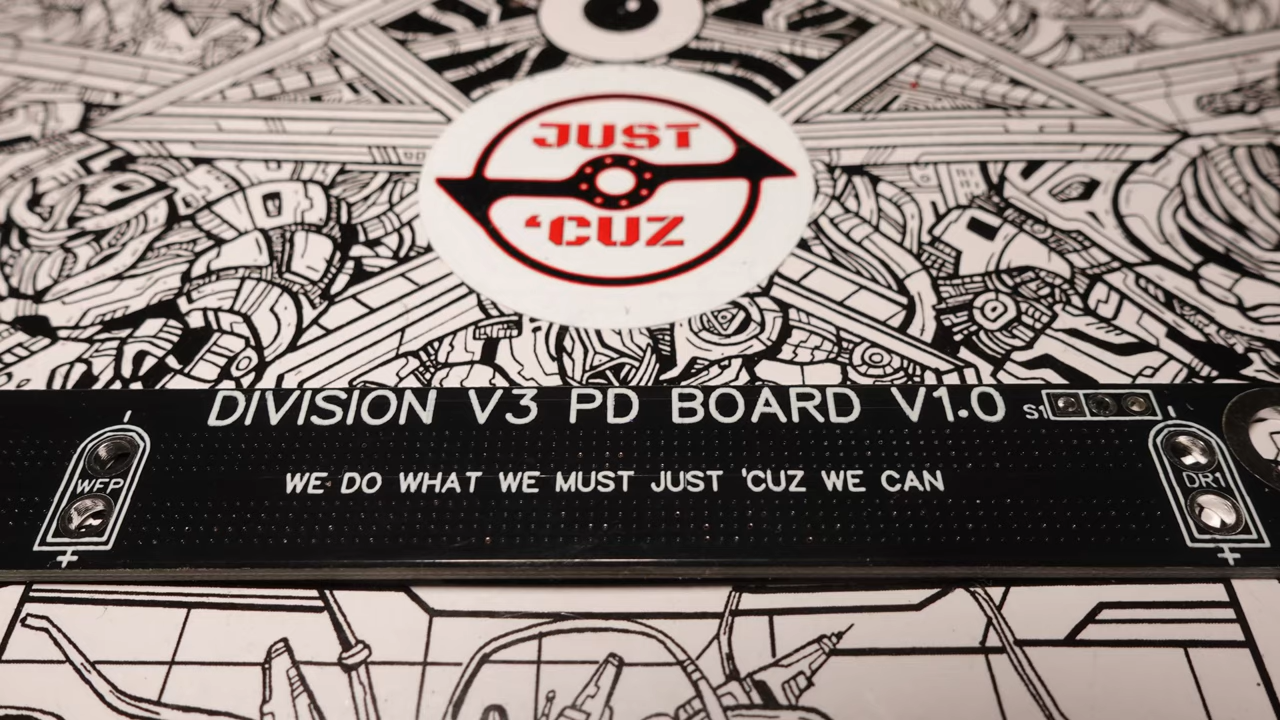 JUST
‘CUZ
DIVISION V3 PD BOARD V1.0
S1
WFP
WE DO WHAT WE MUST JUST 'CUZ WE CAN
DR1
- +
- +